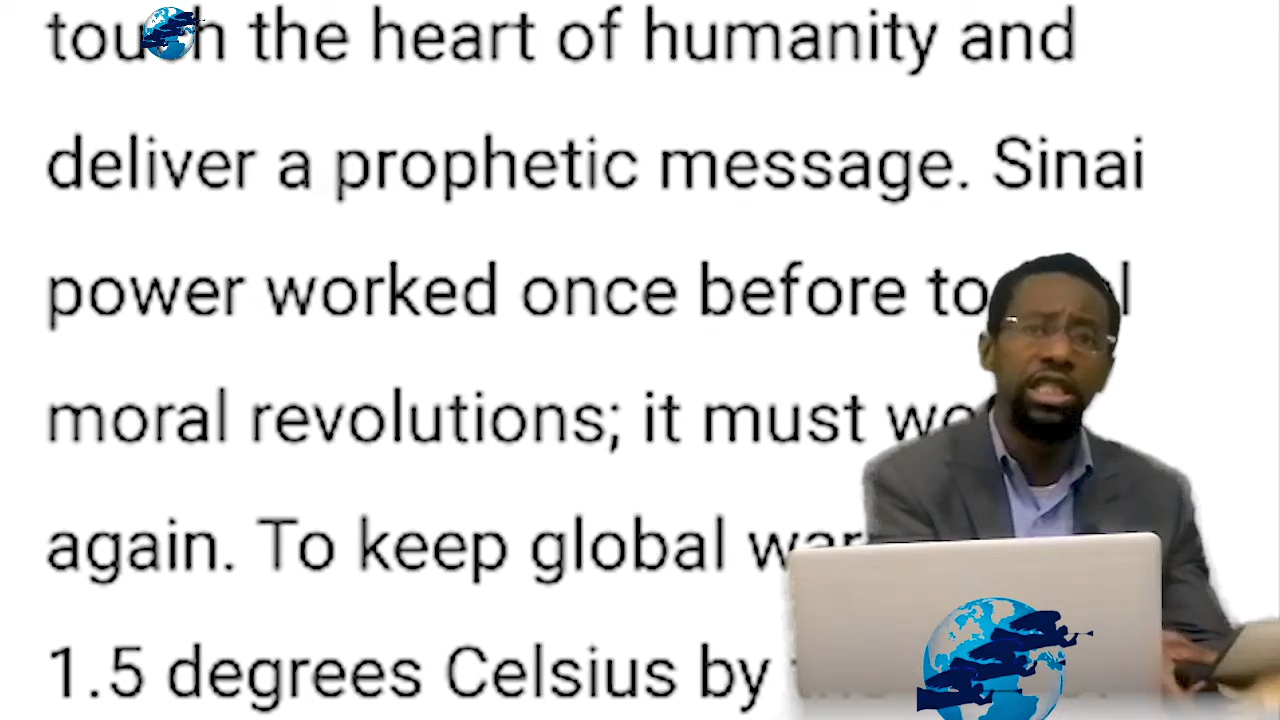 touch the heart of humanity and
deliver a prophetic message. Sinai
power worked once before to
moral revolutions; it must
again. To keep global
1.5 degrees Celsius by